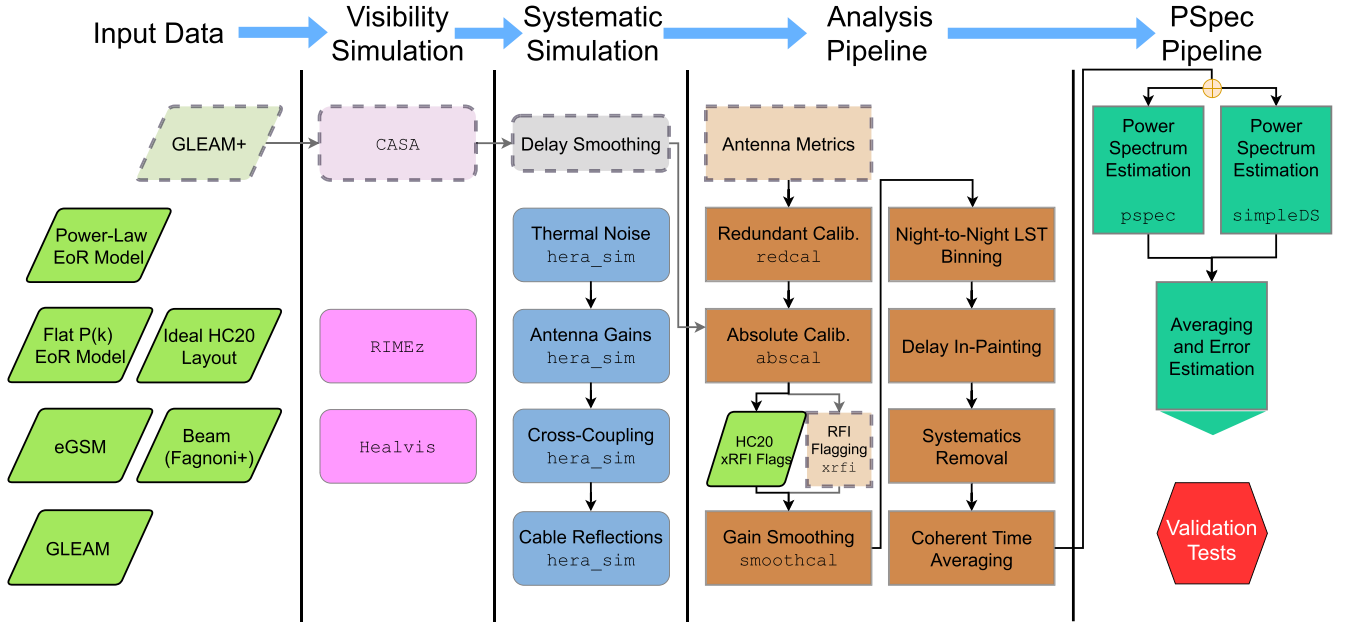 Input Data
Visibility
Simulation
Systematic
Simulation
Analysis
Pipeline
PSpec
Pipeline
GLEAM+
CASA
Delay Smoothing
Antenna Metrics
Power-Law
EoR Model
Flat P(k)
EoR Model
Ideal HC20
Layout
eGSM
Beam
(Fagnoni+)
GLEAM
RIMEz
Healvis
Thermal Noise
hera_sim
Antenna Gains
hera_sim
Cross-Coupling
hera_sim
Cable Reflections
hera_sim
Redundant Calib.
redcal
Absolute Calib.
abscal
HC20
xRFI Flags
RFI
Flagging
xrfi
Gain Smoothing
smoothcal
Night-to-Night LST
Binning
Delay In-Painting
Systematics
Removal
Coherent Time
Averaging
Power
Spectrum
Estimation
pspec
Power
Spectrum
Estimation
simpleDS
Averaging
and Error
Estimation
Validation
Tests